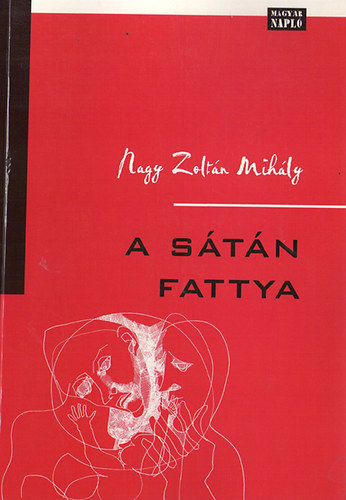 MAGYAR
NAPLÓ
Nagy Zoltán Mihály
A SÁTÁN
FATTYA